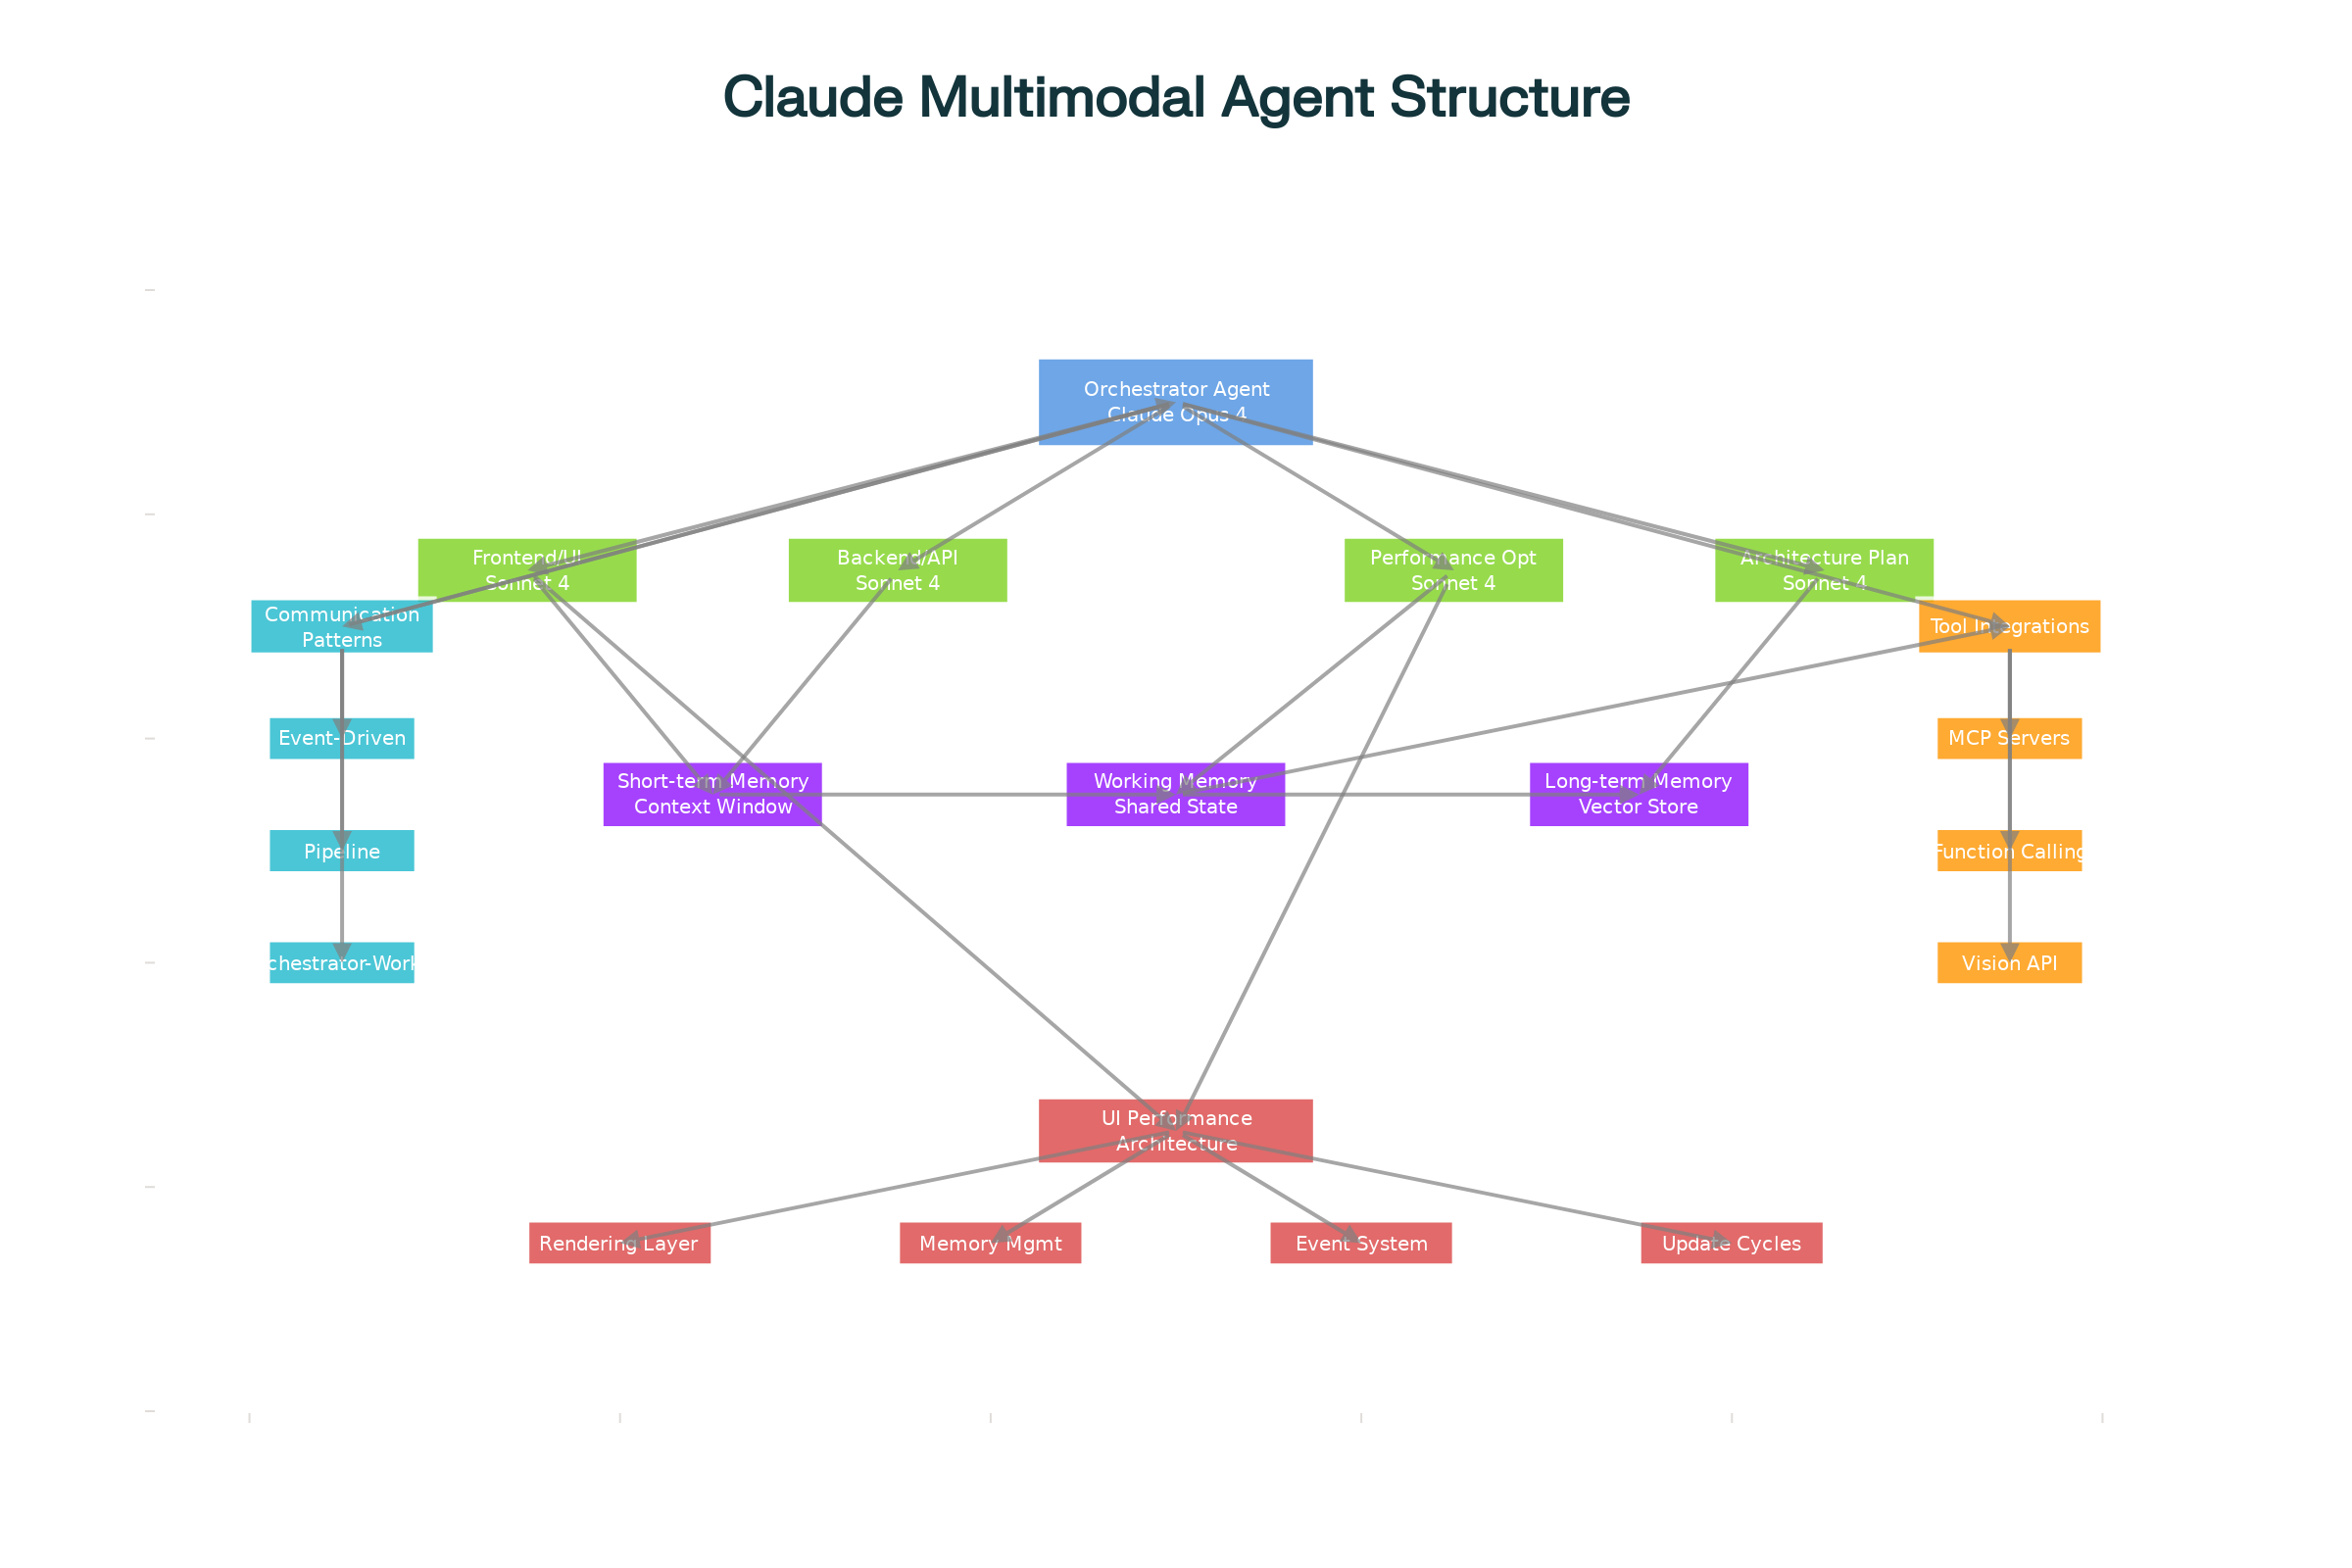 Claude Multimodal Agent Structure
Orchestrator Agent
Claude Opus 4
Frontend/UI
Sonnet 4
Backend/API
Sonnet 4
Performance Opt
Sonnet 4
Architecture Plan
Sonnet 4
Communication
Patterns
Tool Integrations
Event-Driven
MCP Servers
Short-term Memory
Context Window
Working Memory
Shared State
Long-term Memory
Vector Store
Pipeline
Function Calling
chestrator-Work
Vision API
UI Performance
Architecture
Rendering Layer
Memory Mgmt
Event System
Update Cycles